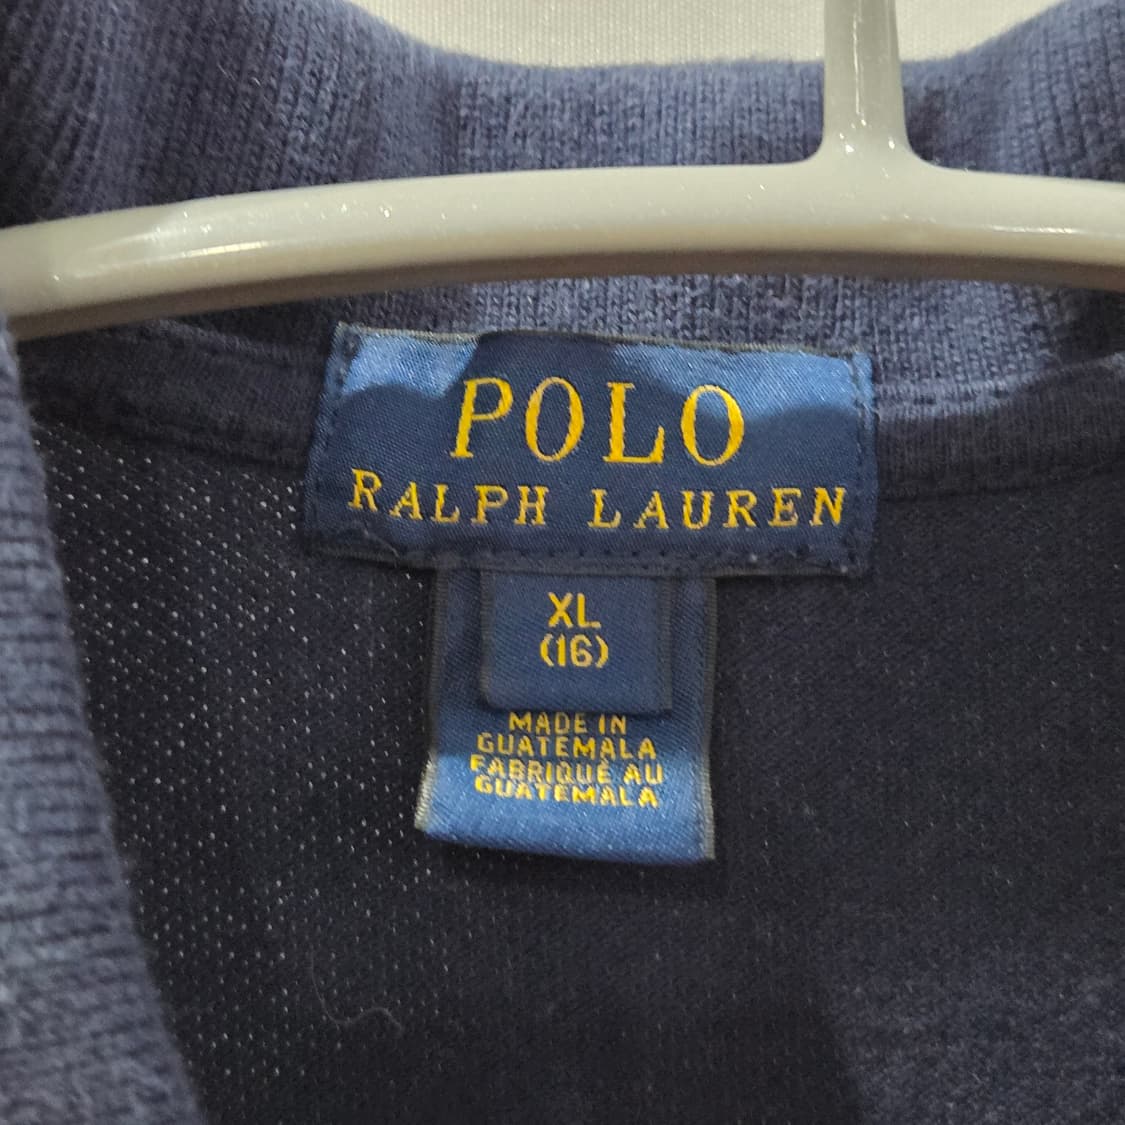 POLO
RALPH LAUREN
XL
(16)
MADE IN
GUATEMALA
FABRIQUÉ AU
GUATEMALA